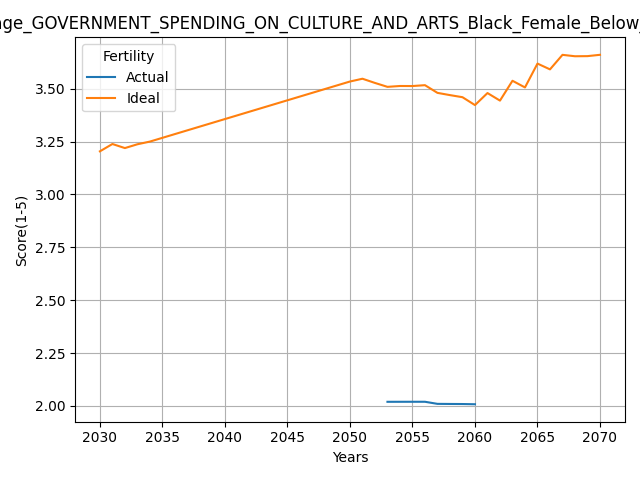 GOVERNMENT_SPENDING_ON_CULTURE_AND_ARTS_Black_Female_Below_
Fertility
Actual
Ideal
3.50
3.25
3.00
2.75
2.50
2.25
2.00
Score(1-5)
2030 2035 2040 2045 2050 2055 2060 2065 2070
Years